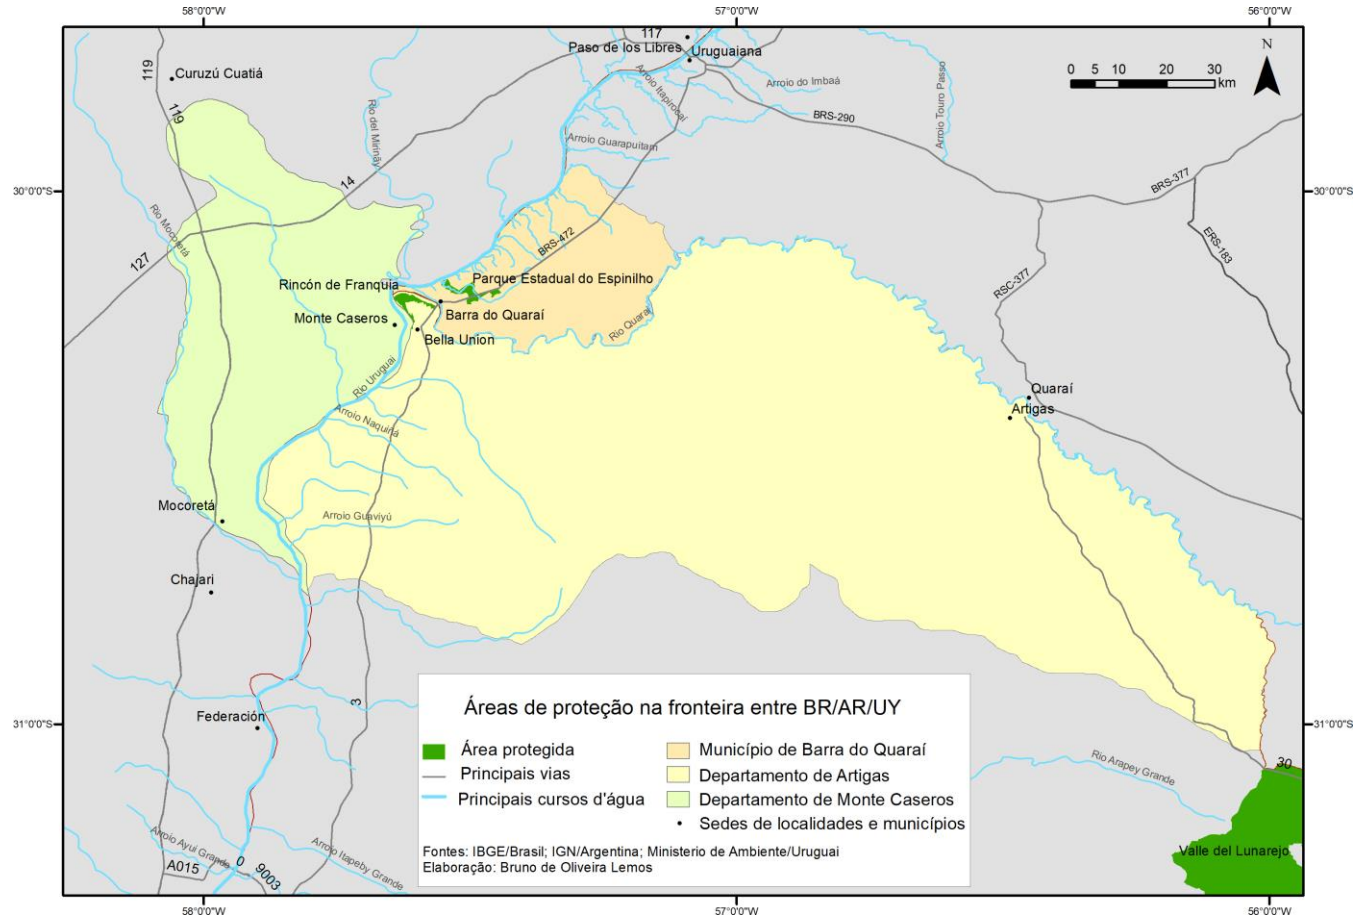 58°0'0"W
57°0'0"W
56°0'0"W
117
Paso de los Libres
Uruguaiana
N
0 5 10 20 30
km
119
Curuzú Cuatiá
Arroio Itapitocaí
Arroio do Imbaá
Arroio Touro Passo
BRS-290
119
Rio del Mirinãy
Arroio Guarapuitam
30°0'0"S
30°0'0"S
14
BRS-377
Rio Mocoretá
127
BRS-472
ERS-183
RSC-377
Parque Estadual do Espinilho
Rincón de Franquia
Barra do Quaraí
Monte Caseros
Bella Union
Rio Quaraí
Rio Uruguai
Quaraí
Artigas
Arroio Naquiñá
Mocoretá
Arroio Guaviyú
Chajari
3
Federación
31°0'0"S
31°0'0"S
Áreas de proteção na fronteira entre BR/AR/UY
Área protegida
Principais vias
Principais cursos d'água
Município de Barra do Quaraí
Departamento de Artigas
Departamento de Monte Caseros
Sedes de localidades e municípios
Fontes: IBGE/Brasil; IGN/Argentina; Ministerio de Ambiente/Uruguai
Elaboração: Bruno de Oliveira Lemos
Rio Arapey Grande
30
Valle del Lunarejo
Arroio Ayui Grande
A015
0
9003
Arroio Itapeby Grande
58°0'0"W
57°0'0"W
56°0'0"W